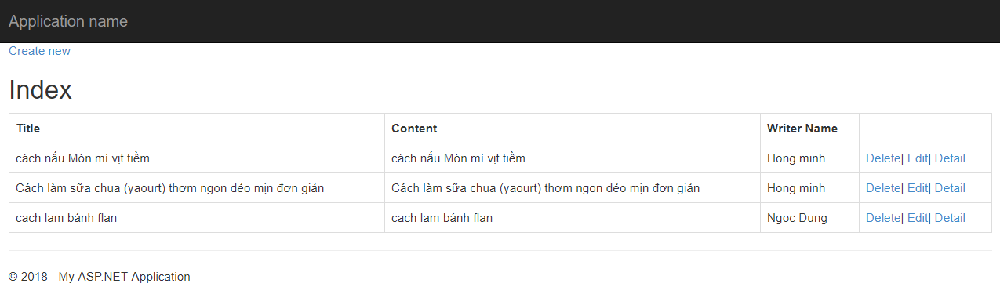 Application name
Create new
Index
Title Content Writer Name
cách nấu Món mì vịt tiềm cách nấu Món mì vịt tiềm Hong minh Delete| Edit| Detail
Cách làm sữa chua (yaourt) thơm ngon dẻo mịn đơn giản Cách làm sữa chua (yaourt) thơm ngon dẻo mịn đơn giản Hong minh Delete| Edit| Detail
cach lam bánh flan cach lam bánh flan Ngoc Dung Delete| Edit| Detail
© 2018 - My ASP.NET Application